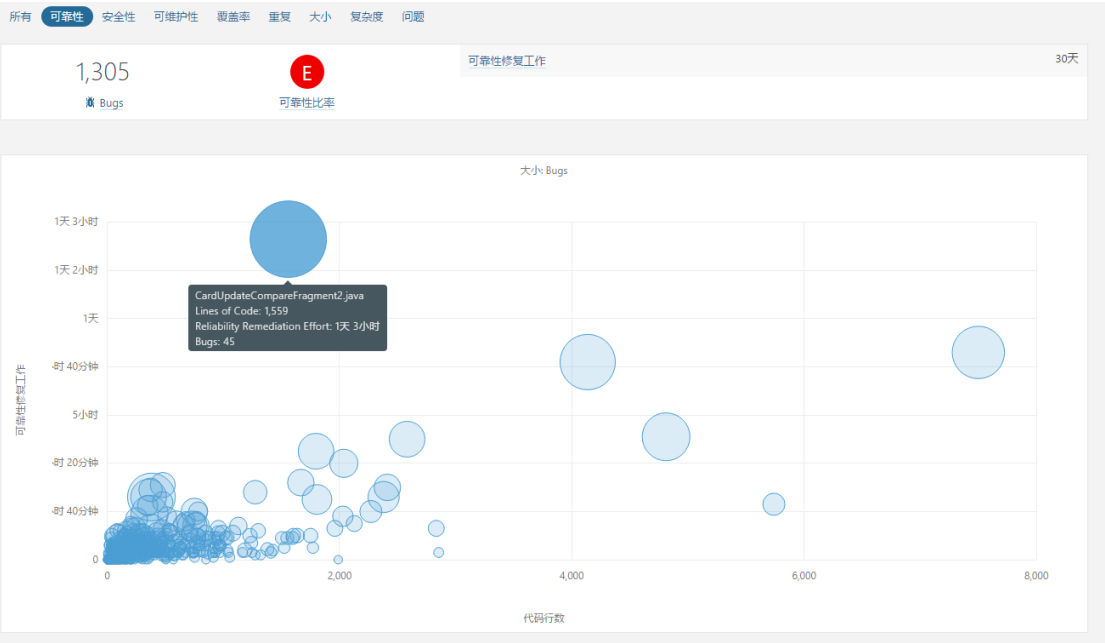 所有 可靠性 安全性 可维护性 覆盖率 重复 大小 复杂度 问题
1,305
E
可靠性修复工作 30天
Bugs
可靠性比率
大小: Bugs
1天 3小时
1天 2小时
1天
时 40分钟
5小时
时 20分钟
时 40分钟
0
可靠性修复工作
CardUpdateCompareFragment2.java
Lines of Code: 1,559
Reliability Remediation Effort: 1天 3小时
Bugs: 45
0 2,000 4,000 6,000 8,000
代码行数